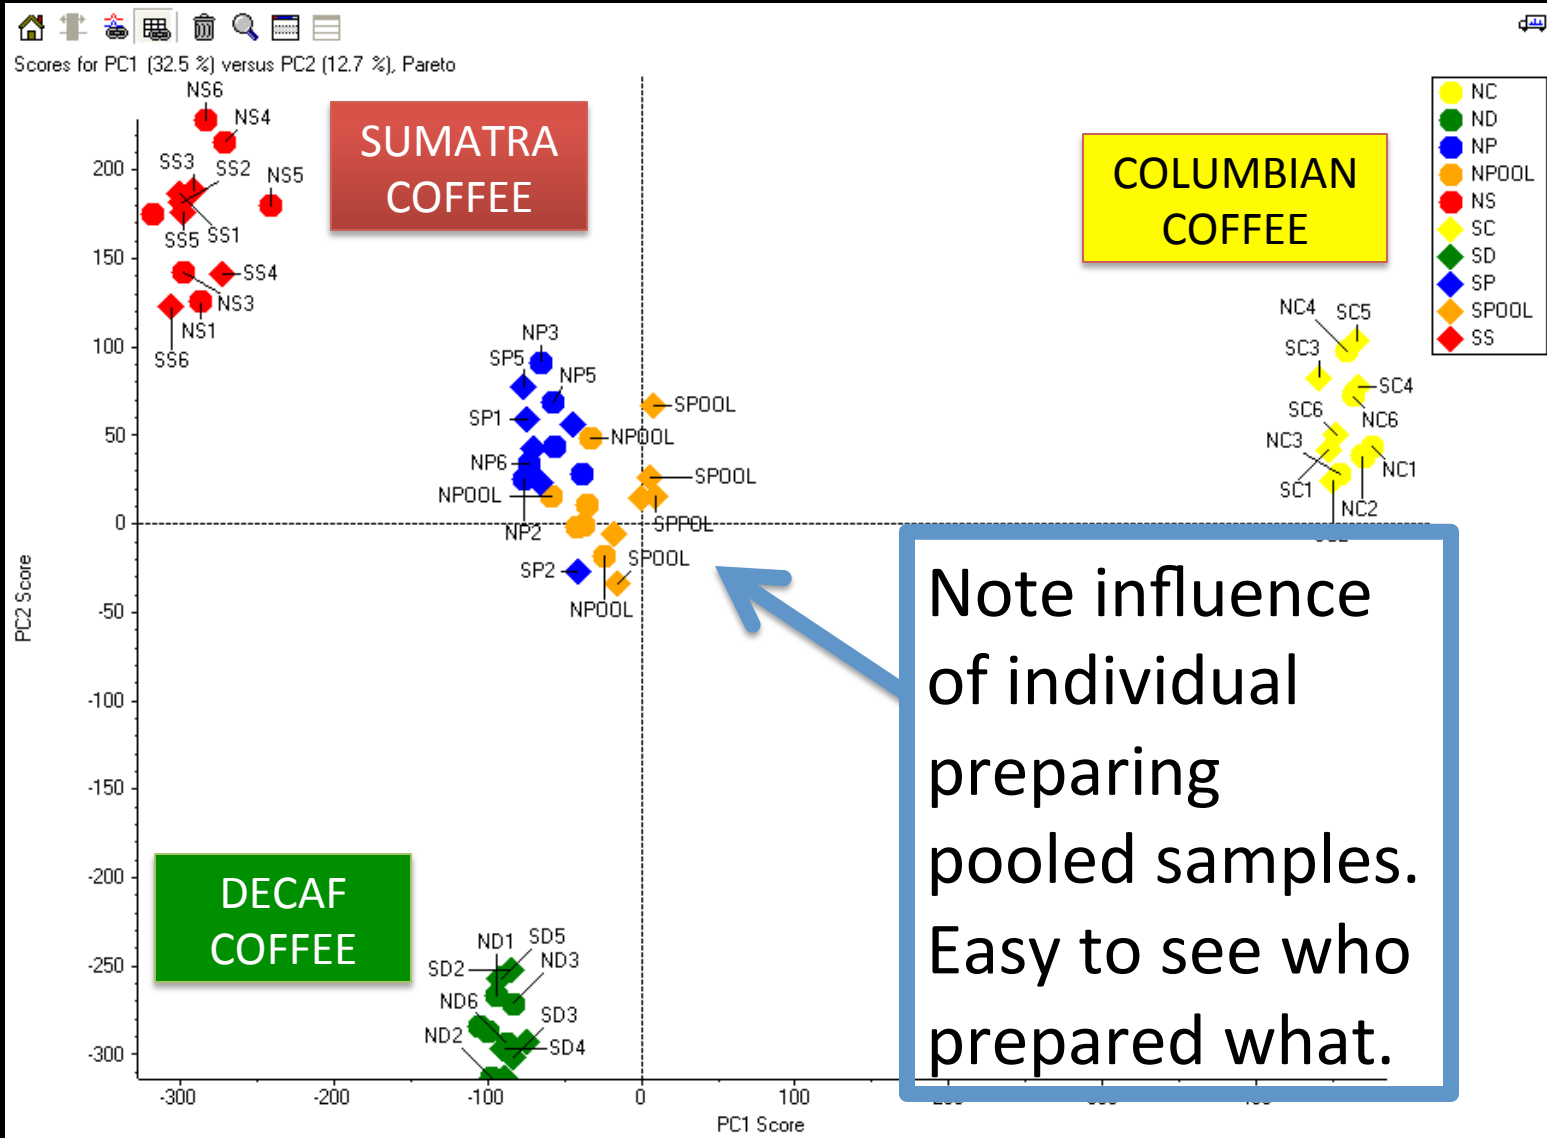 Scores for PC1 (32.5 %) versus PC2 (12.7 %), Pareto
SUMATRA
COFFEE
COLUMBIAN
COFFEE
NC
ND
NP
NPOOL
NS
SC
SD
SP
SPOOL
SS
NS6
NS4
SS3
SS2
NS5
SS5
SS1
SS4
NS3
NS1
SS6
NP3
SP5
NP5
SP1
SPOOL
NPOOL
NP6
SPOOL
NPOOL
SPPOL
NP2
SPOOL
SP2
NPOOL
NC4
SC5
SC3
SC4
SC6
NC6
NC3
NC1
SC1
NC2
Note influence
of individual
preparing
pooled samples.
Easy to see who
prepared what.
DECAF
COFFEE
ND1
SD5
SD2
ND3
ND6
SD3
ND2
SD4
PC2 Score
200
150
100
50
0
-50
-100
-150
-200
-250
-300
-300
-200
-100
0
100
PC1 Score